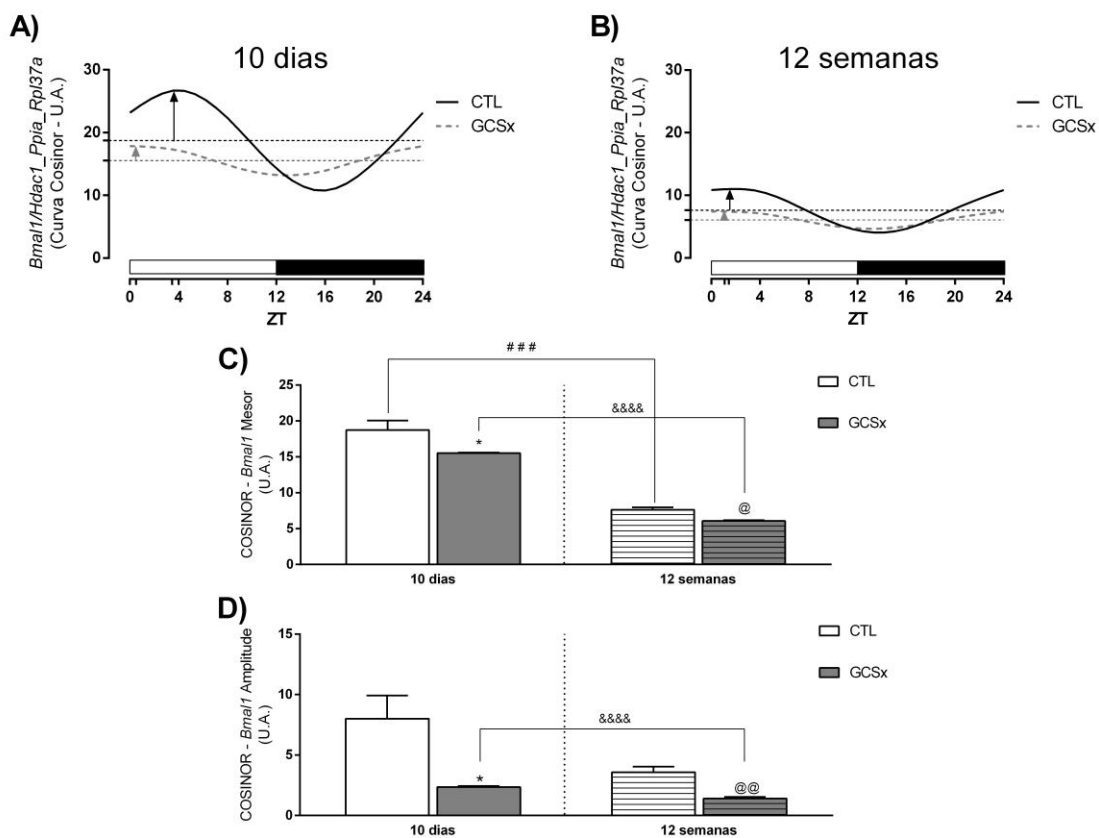 A)
10 dias
Bmal1/Hdac1_Ppia_Rpl37a
(Curva Cosinor - U.A.)
30
20
10
0
CTL
GCSx
0 4 8 12 16 20 24
ZT
B)
12 semanas
Bmal1/Hdac1_Ppia_Rpl37a
(Curva Cosinor - U.A.)
30
20
10
0
CTL
GCSx
0 4 8 12 16 20 24
ZT
C)
COSINOR - Bmal1 Mesor
(U.A.)
25
20
15
10
5
0
# # #
&&&&
*
@
CTL
GCSx
10 dias 12 semanas
D)
COSINOR - Bmal1 Amplitude
(U.A.)
15
10
5
0
&&&&
*
@@
CTL
GCSx
10 dias 12 semanas